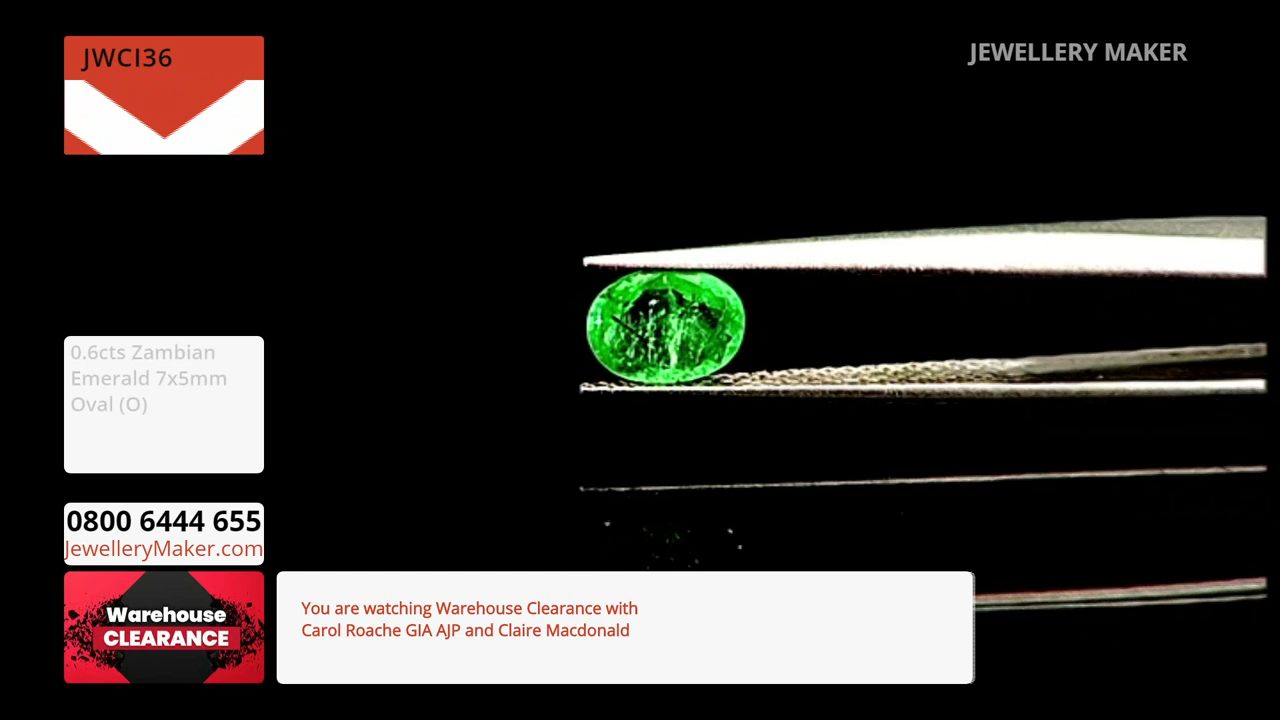 JWCI36
JEWELLERY MAKER
0.6cts Zambian
Emerald 7x5mm
Oval (O)
0800 6444 655
JewelleryMaker.com
Warehouse
CLEARANCE
You are watching Warehouse Clearance with
Carol Roache GIA AJP and Claire Macdonald